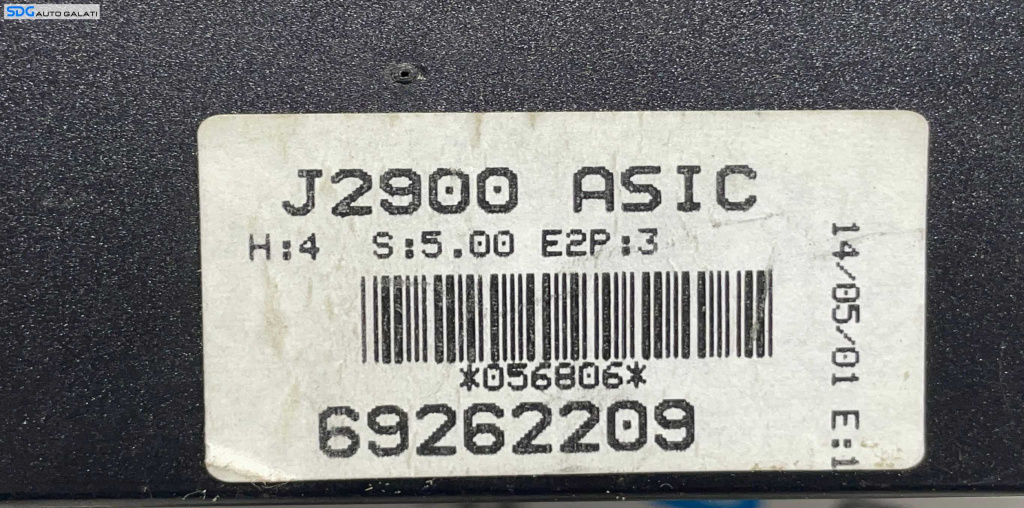 SDG AUTO GALATI
J2900 ASIC
H:4 S:5.00 E2P:3
*056806*
69262209
14/05/01 E:1